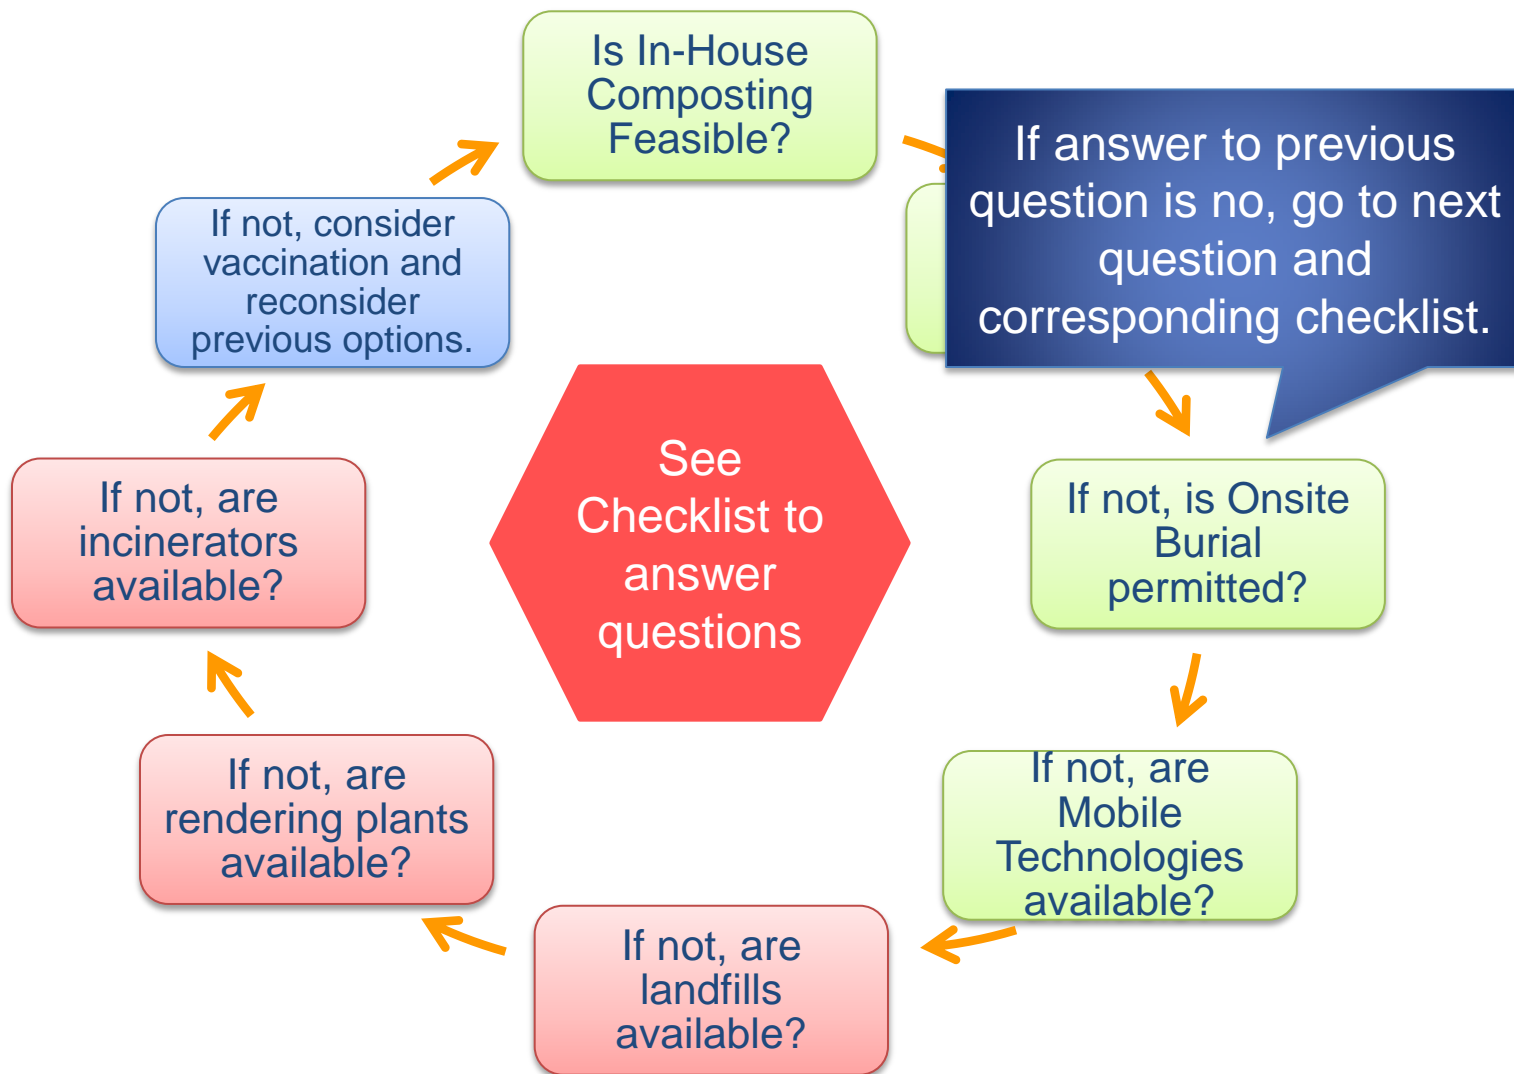 Is In-House
Composting
Feasible?
If answer to previous
question is no, go to next
question and
corresponding checklist.
If not, is Onsite
Burial
permitted?
If not, are
Mobile
Technologies
available?
If not, are
landfills
available?
If not, are
rendering plants
available?
If not, are
incinerators
available?
If not, consider
vaccination and
reconsider
previous options.
See
Checklist to
answer
questions